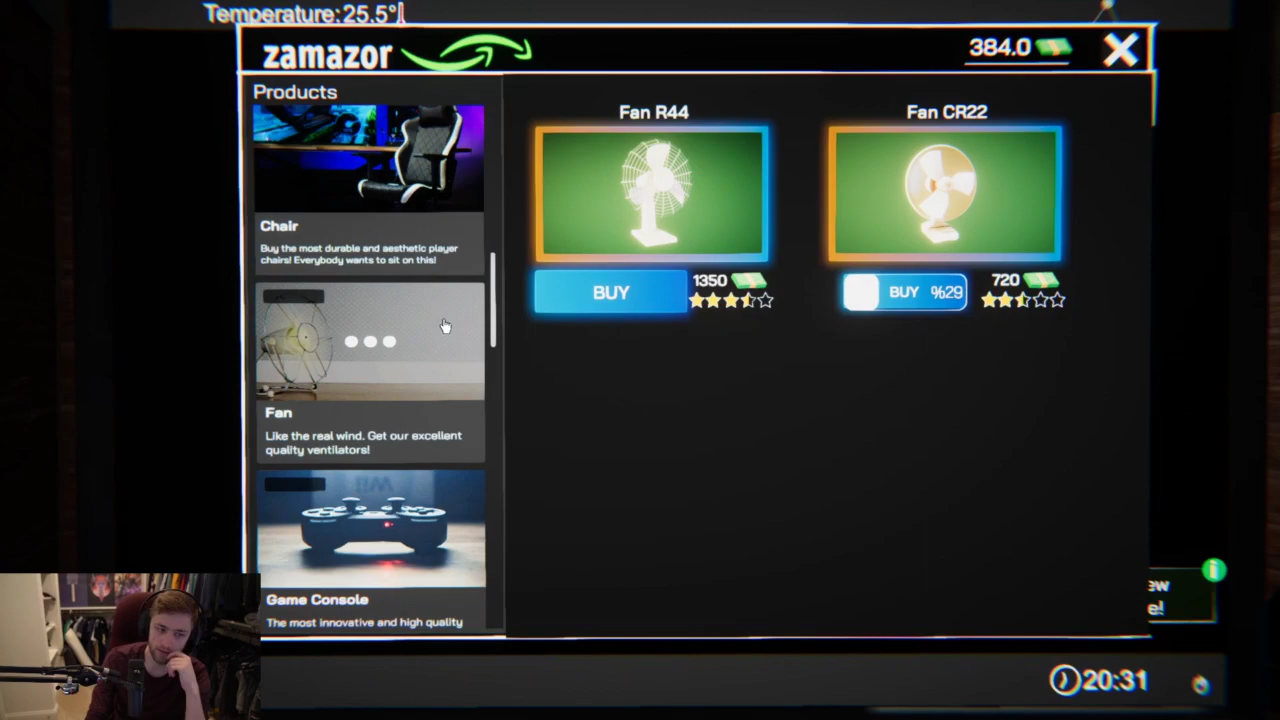 Temperature: 25.5°
zamazor
384.0
Products
Chair
Buy the most durable and aesthetic player
chairs! Everybody wants to sit on this!
Fan
Like the real wind. Get our excellent
quality ventilators!
Game Console
The most innovative and high quality
Fan R44
BUY
1350
Fan CR22
BUY %29
720
ew
e!
20:31